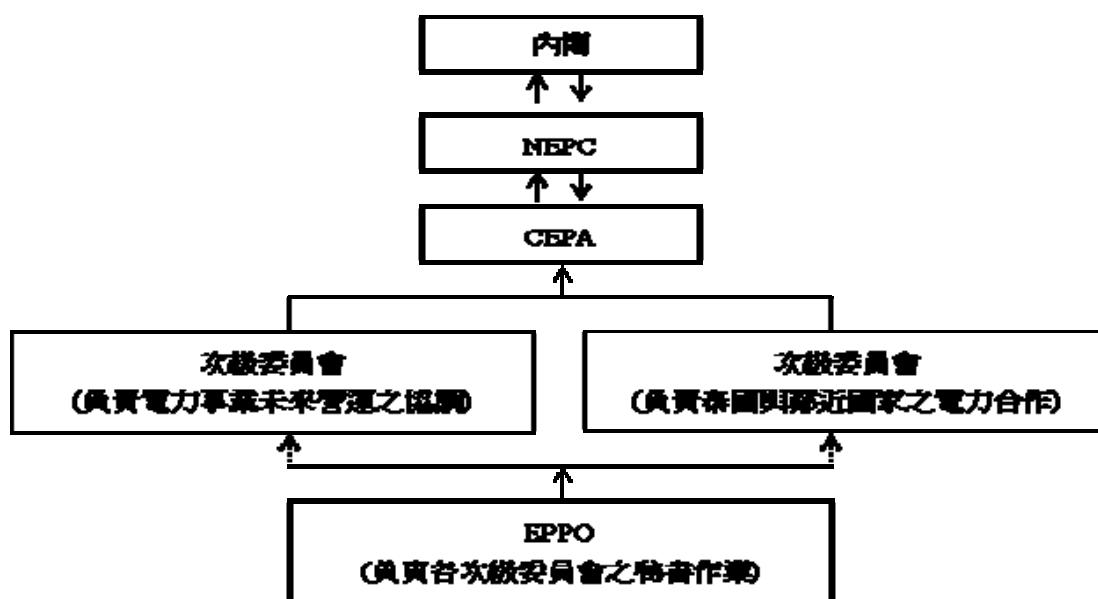 內閣
NEPC
CEPA
次級委員會
(負責電力事業未來營運之協調)
次級委員會
(負責泰國與鄰近國家之電力合作)
EPPO
(負責各次級委員會之秘書作業)